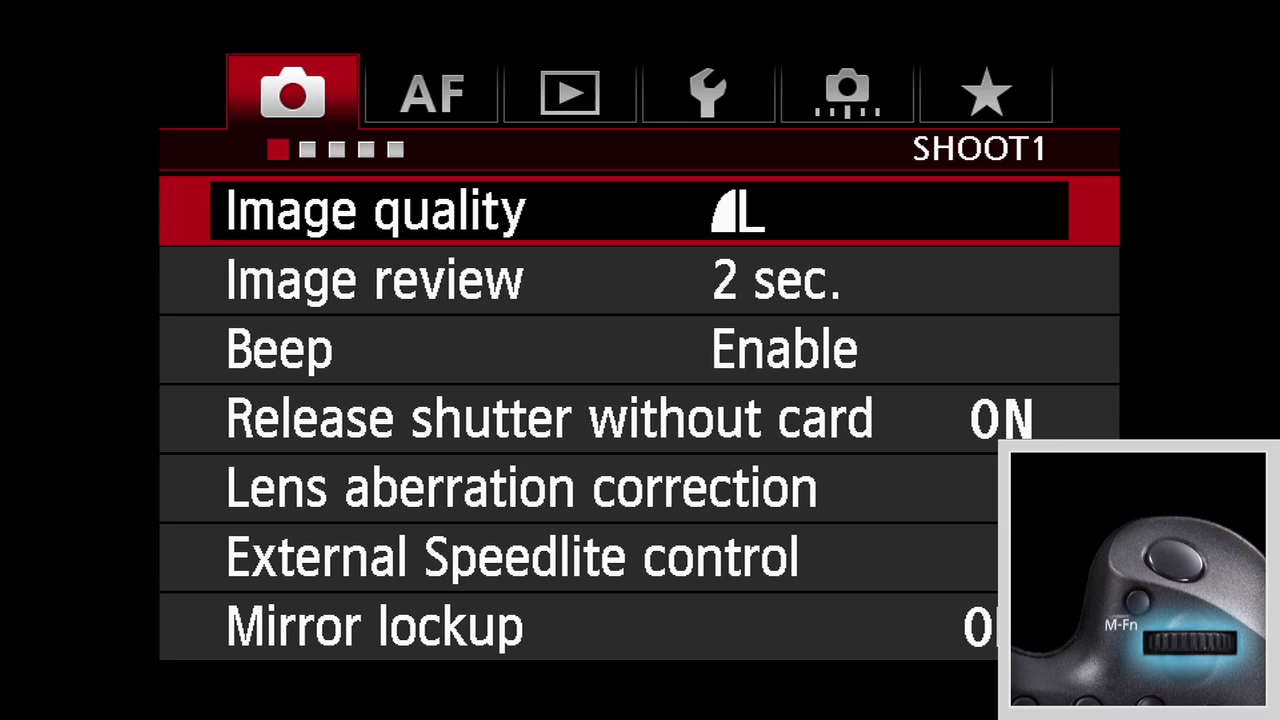 AF
SHOOT1
Image quality L
Image review 2 sec.
Beep Enable
Release shutter without card ON
Lens aberration correction
External Speedlite control
Mirror lockup
M-Fn